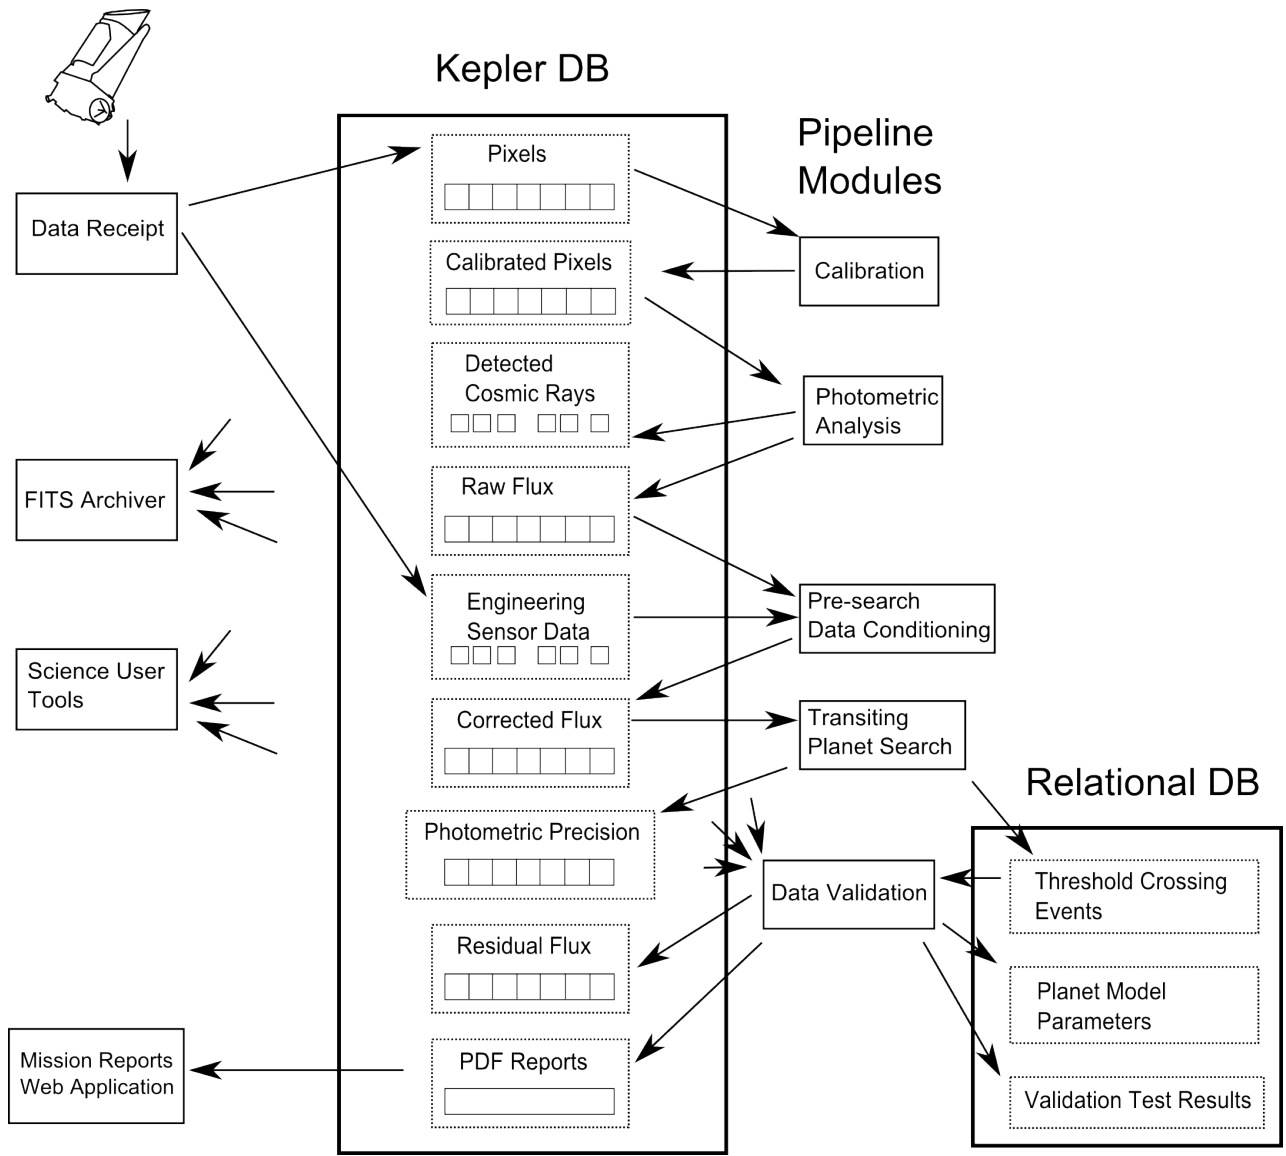 Kepler DB
Pipeline
Modules
Pixels
Data Receipt
Calibrated Pixels
Calibration
Detected
Cosmic Rays
Photometric
Analysis
FITS Archiver
Raw Flux
Engineering
Sensor Data
Pre-search
Data Conditioning
Science User
Tools
Corrected Flux
Transiting
Planet Search
Relational DB
Photometric Precision
Data Validation
Threshold Crossing
Events
Residual Flux
Planet Model
Parameters
Mission Reports
Web Application
PDF Reports
Validation Test Results